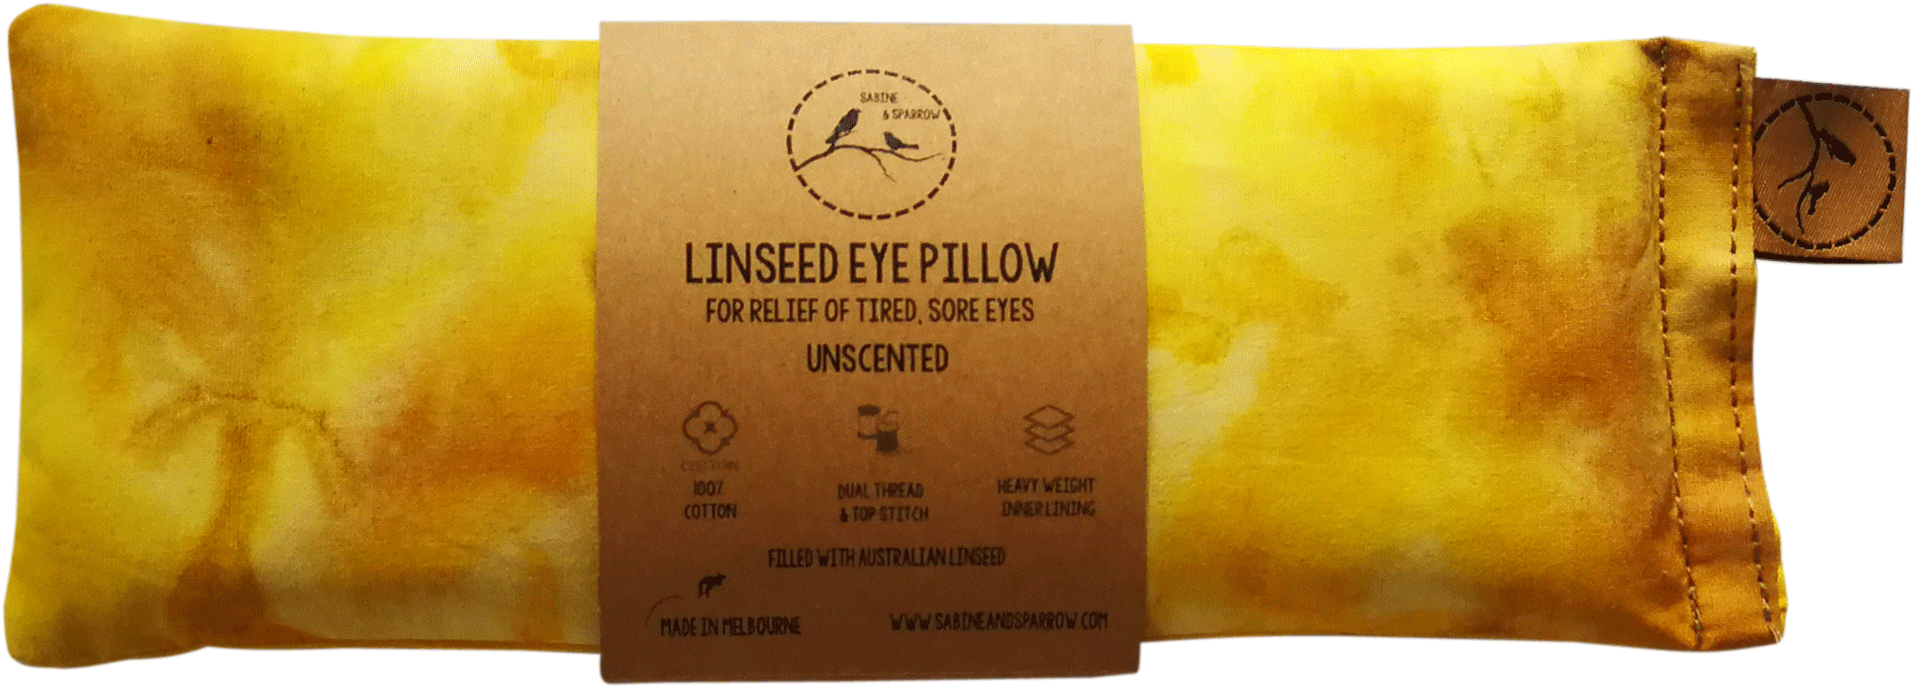 SABINE
& SPARROW
LINSEED EYE PILLOW
FOR RELIEF OF TIRED, SORE EYES
UNSCENTED
COTTON
100%
COTTON
DUAL THREAD
& TOP STITCH
HEAVY WEIGHT
INNER LINING
FILLED WITH AUSTRALIAN LINSEED
MADE IN MELBOURNE
WWW.SABINEANDSPARROW.COM